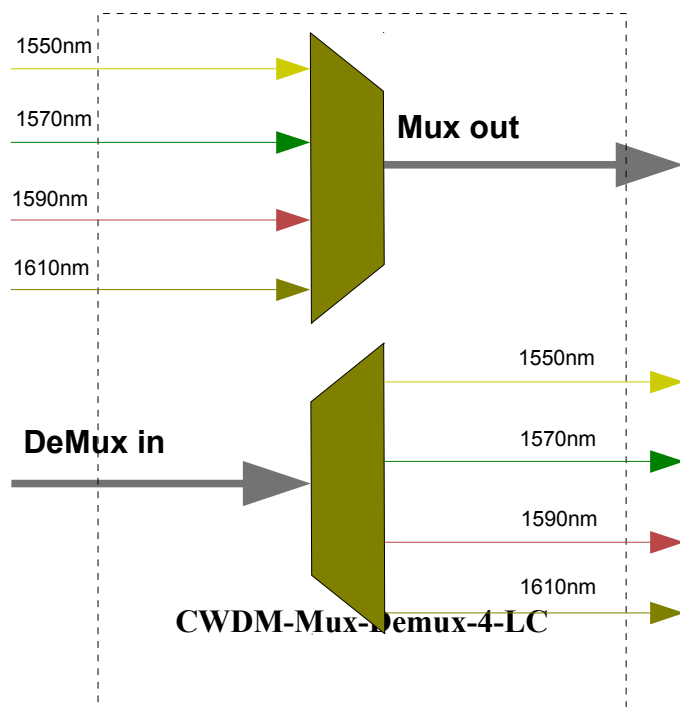 1550nm
1570nm
Mux out
1590nm
1610nm
1550nm
DeMux in
1570nm
1590nm
1610nm
CWDM-Mux-Demux-4-LC